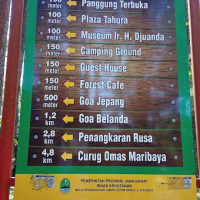 meter Panggung Terbuka
100 meter Plaza Tahura
100 meter Museum Ir. H. Djuanda
150 meter Camping Ground
150 meter Guest House
150 meter Forest Cafe
500 meter Goa Jepang
1,2 km Goa Belanda
2,8 km Penangkaran Rusa
4,8 km Curug Omas Maribaya
PEMERINTAH PROVINSI JAWA BARAT
DINAS KEHUTANAN